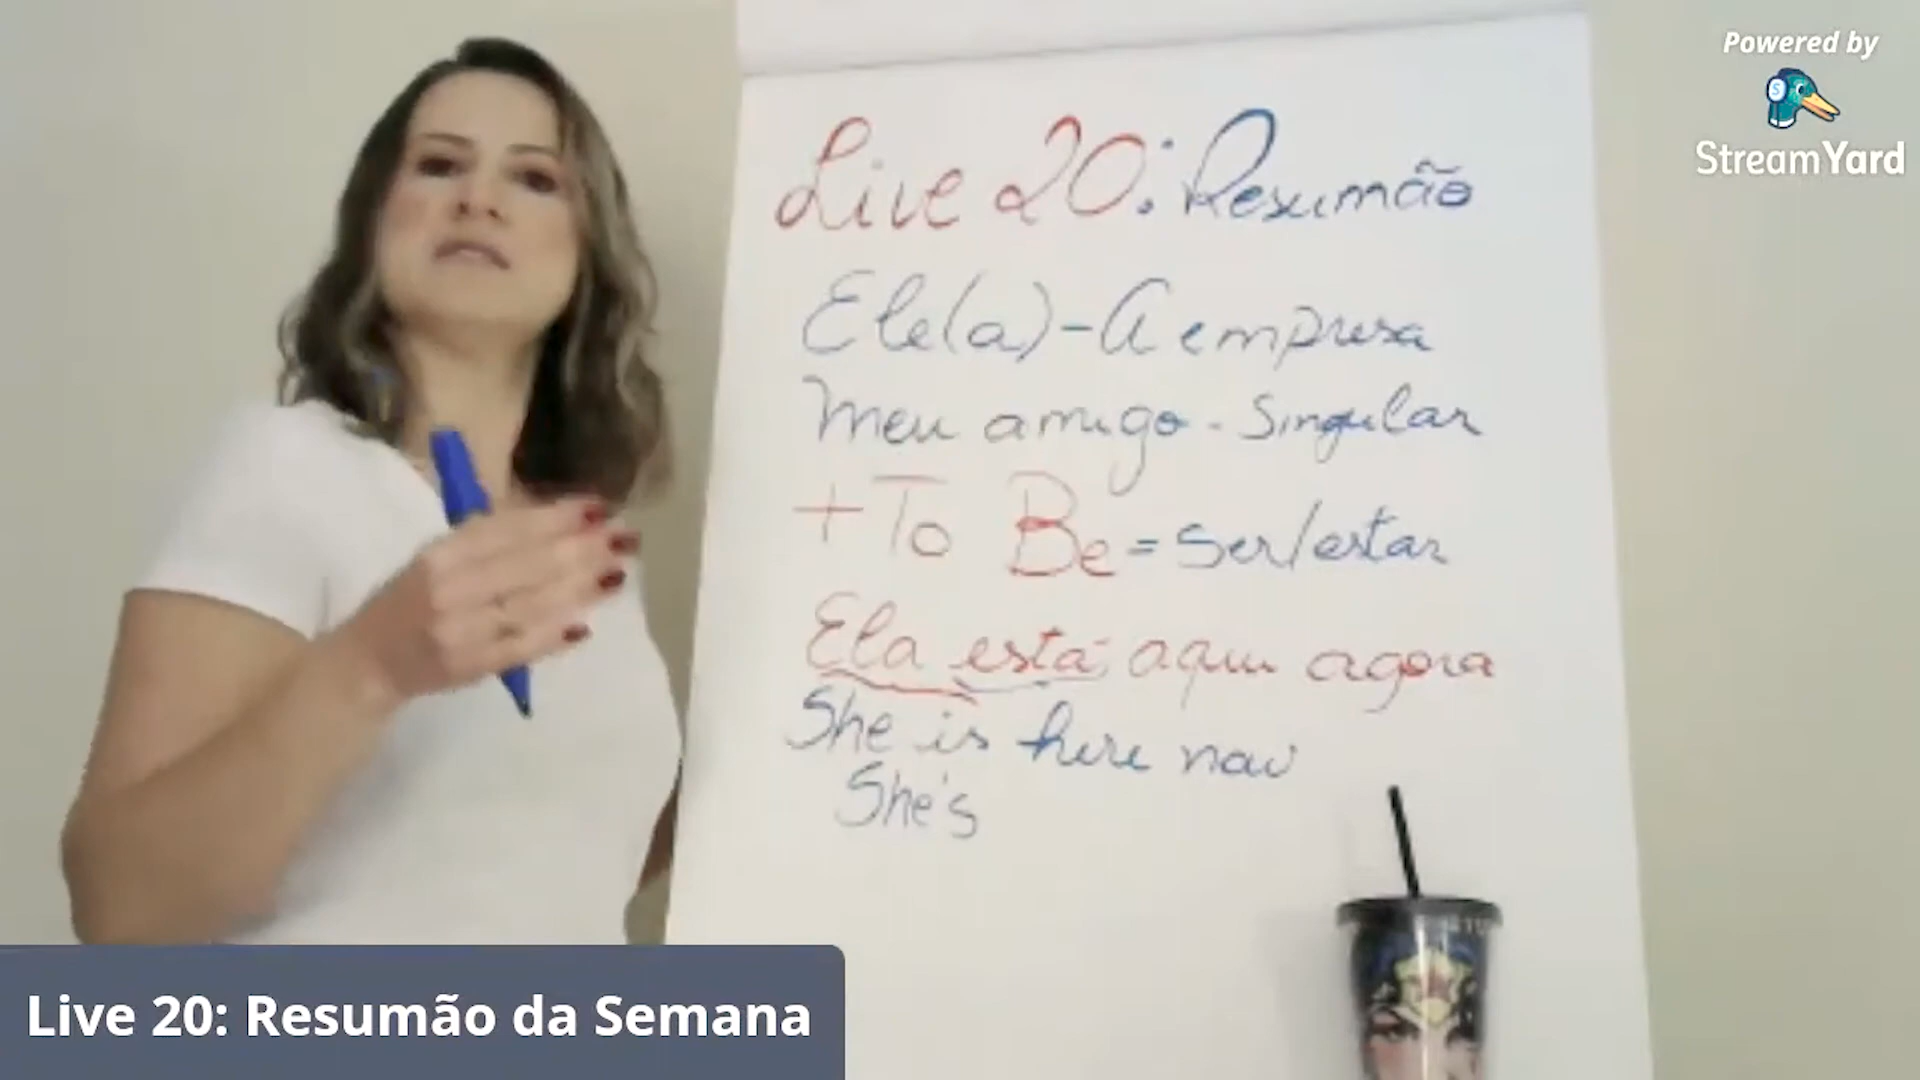 Powered by
StreamYard
Live 20: Resumão
Ele(a) - A empresa
Meu amigo - Singular
+ To Be = Ser/estar
Ela está aqui agora
She is here now
She's
Live 20: Resumão da Semana